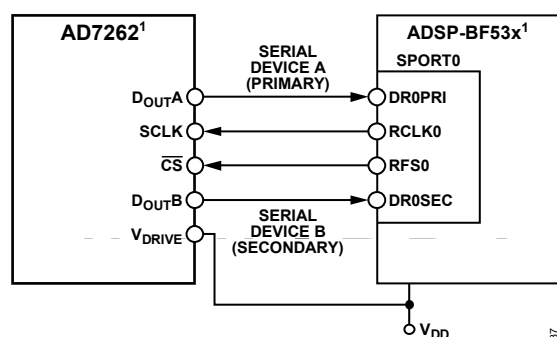 AD7262¹
ADSP-BF53x¹
SPORT0
SERIAL
DEVICE A
(PRIMARY)
DOUTA
DR0PRI
SCLK
RCLK0
CS
RFS0
DOUTB
DR0SEC
SERIAL
DEVICE B
(SECONDARY)
VDRIVE
VDD